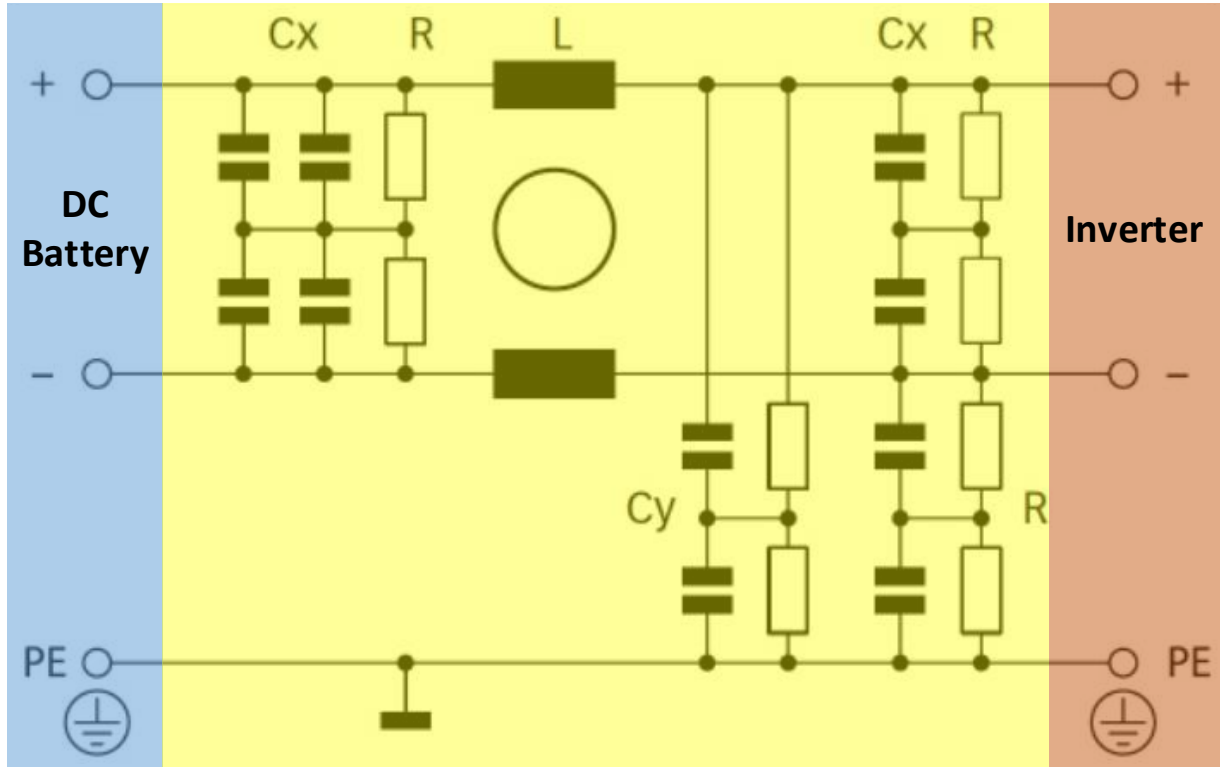 Cx R L Cx R
+ +
DC
Battery
Inverter
– –
Cy R
PE PE